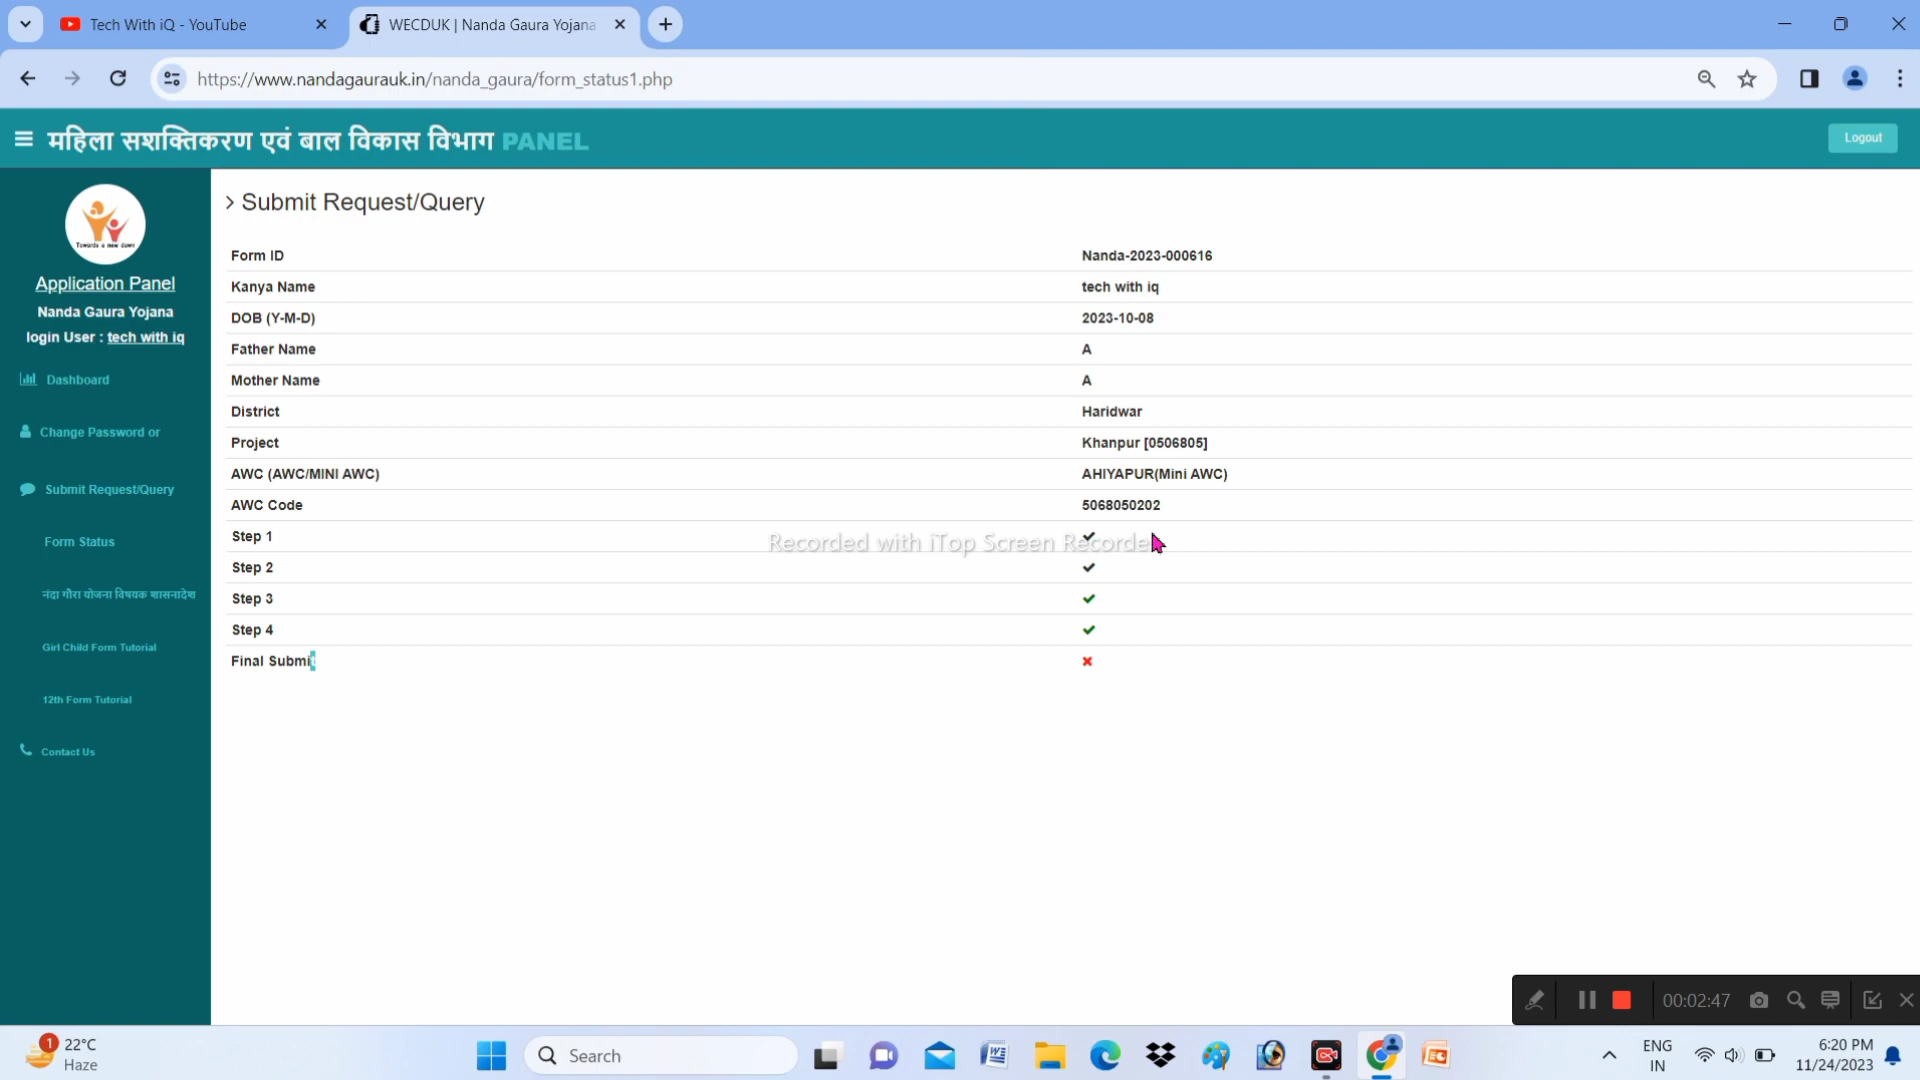 Tech With iQ - YouTube
WECDUK | Nanda Gaura Yojana
https://www.nandagaurauk.in/nanda_gaura/form_status1.php
महिला सशक्तिकरण एवं बाल विकास विभाग PANEL
Logout
Towards a new dawn
Application Panel
Nanda Gaura Yojana
login User : tech with iq
Dashboard
Change Password or
Submit Request/Query
Form Status
नंदा गौरा योजना विषयक शासनादेश
Girl Child Form Tutorial
12th Form Tutorial
Contact Us
> Submit Request/Query
Form ID Nanda-2023-000616
Kanya Name tech with iq
DOB (Y-M-D) 2023-10-08
Father Name A
Mother Name A
District Haridwar
Project Khanpur [0506805]
AWC (AWC/MINI AWC) AHIYAPUR(Mini AWC)
AWC Code 5068050202
Step 1
Recorded with iTop Screen Recorder
Step 2
Step 3
Step 4
Final Submit
00:02:47
1
22°C
Haze
Search
ENG
IN
6:20 PM
11/24/2023